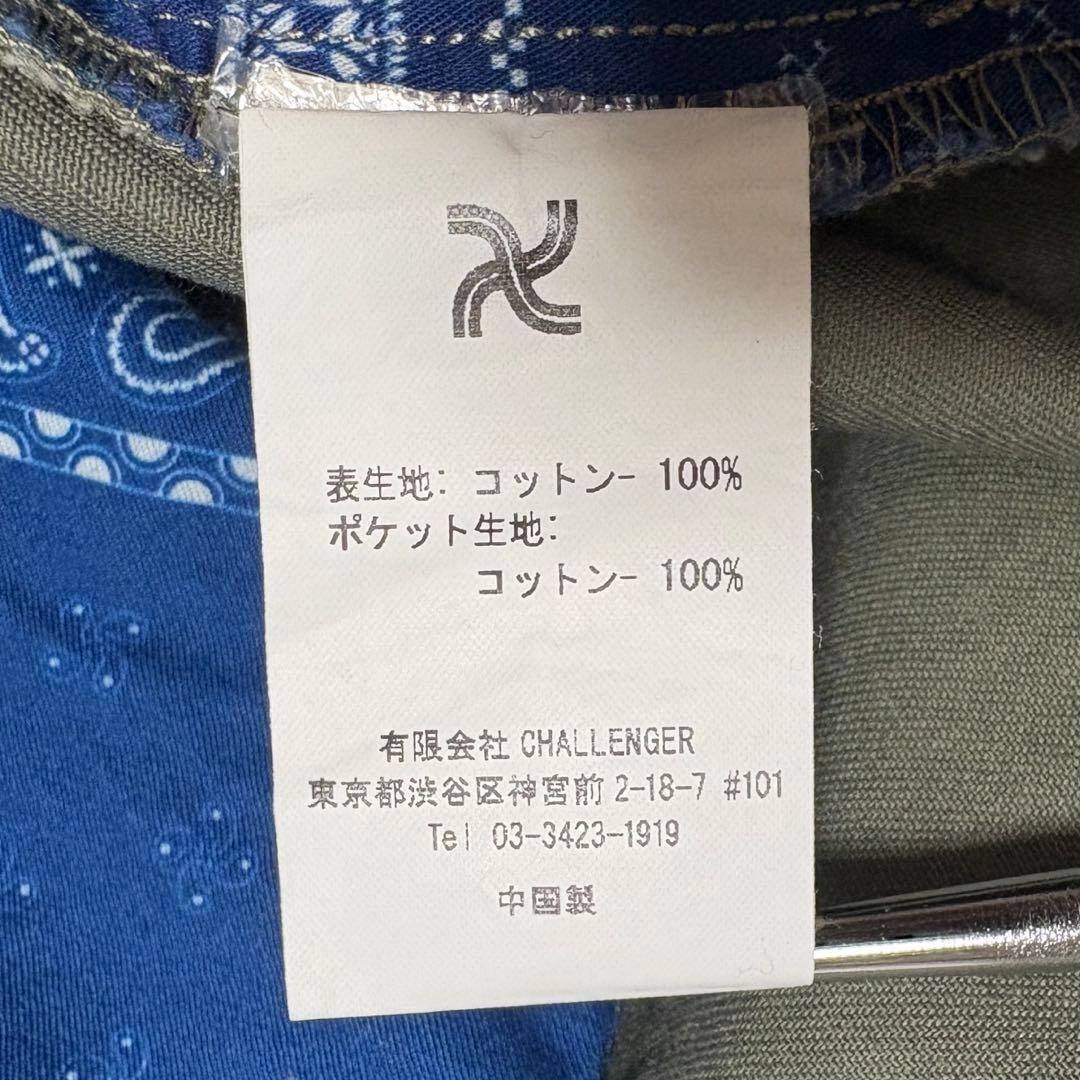 表生地: コットン- 100%
ポケット生地:
コットン- 100%
有限会社 CHALLENGER
東京都渋谷区神宮前 2-18-7 #101
Tel 03-3423-1919
中国製